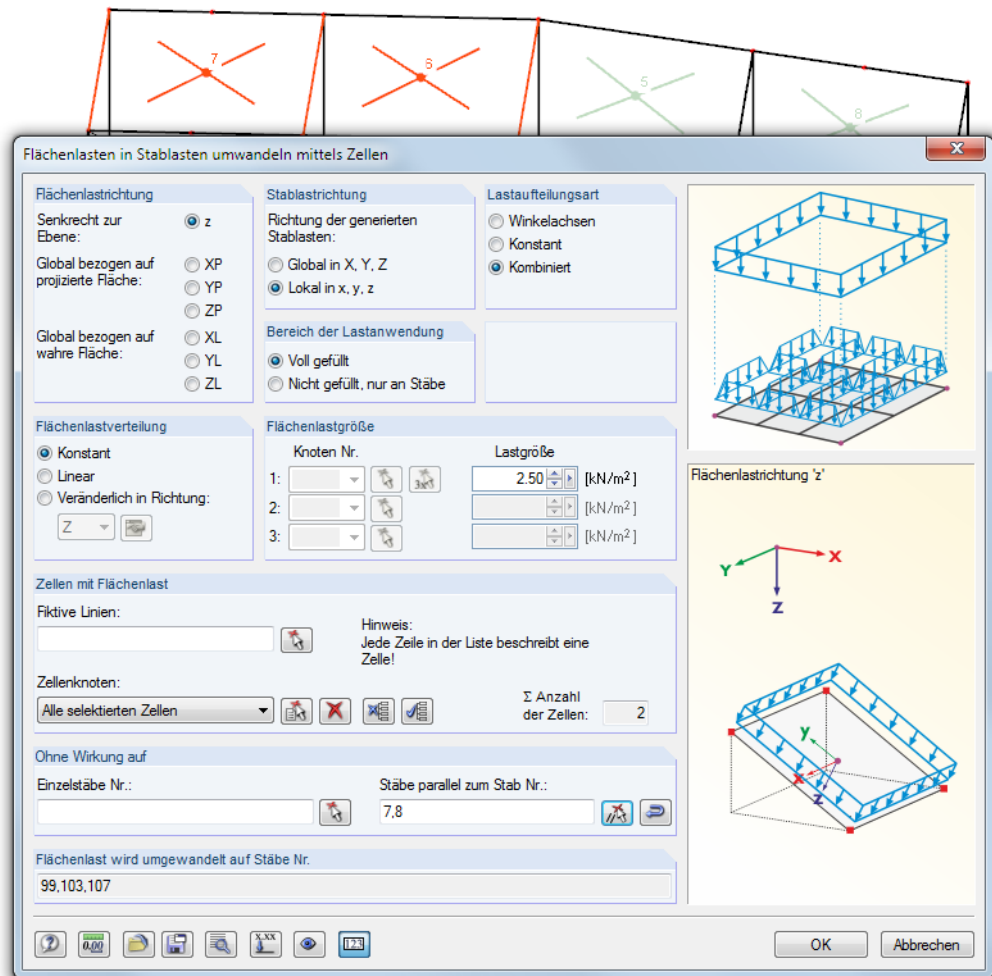 7
6
5
8
Flächenlasten in Stablasten umwandeln mittels Zellen
Flächenlastrichtung
Senkrecht zur
Ebene:
z
Global bezogen auf
projizierte Fläche:
XP
YP
ZP
Global bezogen auf
wahre Fläche:
XL
YL
ZL
Stablastrichtung
Richtung der generierten
Stablasten:
Global in X, Y, Z
Lokal in x, y, z
Lastaufteilungsart
Winkelachsen
Konstant
Kombiniert
Bereich der Lastanwendung
Voll gefüllt
Nicht gefüllt, nur an Stäbe
Flächenlastverteilung
Konstant
Linear
Veränderlich in Richtung:
Z
Flächenlastgröße
Knoten Nr. Lastgröße
1: 3x 2.50 [kN/m²]
2: [kN/m²]
3: [kN/m²]
Flächenlastrichtung 'z'
Y X
Z
y
x
z
Zellen mit Flächenlast
Fiktive Linien:
Hinweis:
Jede Zeile in der Liste beschreibt eine
Zelle!
Zellenknoten:
Alle selektierten Zellen
Σ Anzahl
der Zellen: 2
Ohne Wirkung auf
Einzelstäbe Nr.: Stäbe parallel zum Stab Nr.:
7,8
Flächenlast wird umgewandelt auf Stäbe Nr.
99,103,107
? 0.00 x.xx 123 OK Abbrechen